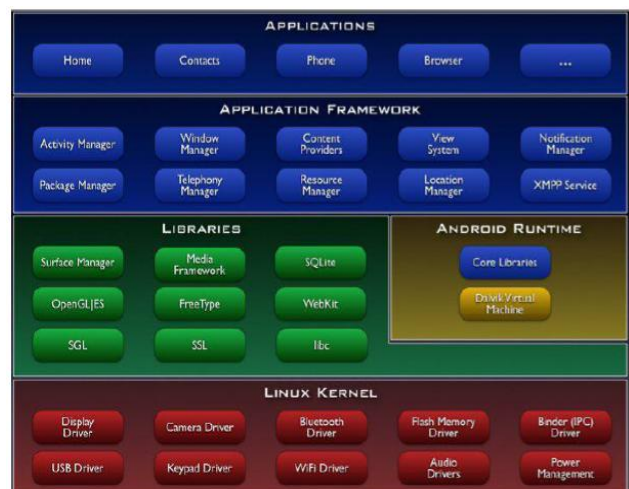 APPLICATIONS
Home
Contacts
Phone
Browser
...
APPLICATION FRAMEWORK
Activity Manager
Window
Manager
Content
Providers
View
System
Notification
Manager
Package Manager
Telephony
Manager
Resource
Manager
Location
Manager
XMPP Service
LIBRARIES
Surface Manager
Media
Framework
SQLite
OpenGL|ES
FreeType
WebKit
SGL
SSL
libc
ANDROID RUNTIME
Core Libraries
Dalvik Virtual
Machine
LINUX KERNEL
Display
Driver
Camera Driver
Bluetooth
Driver
Flash Memory
Driver
Binder (IPC)
Driver
USB Driver
Keypad Driver
WiFi Driver
Audio
Drivers
Power
Management